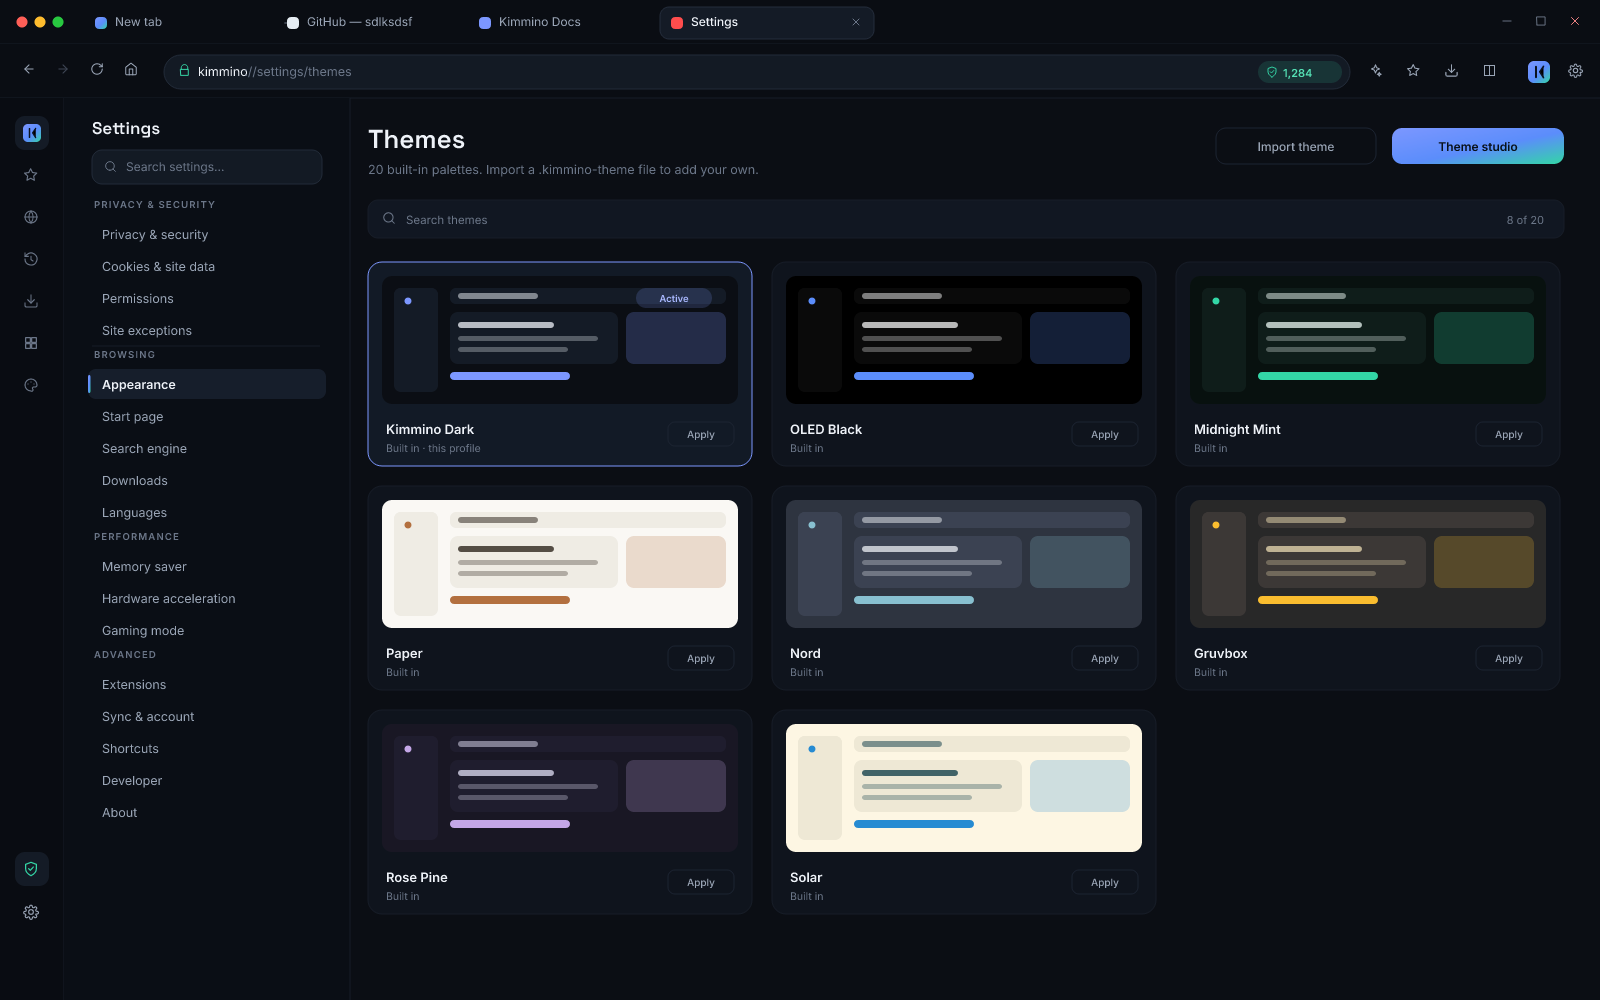 New tab
GitHub — sdlksdsf
Kimmino Docs
Settings
kimmino//settings/themes
1,284
Settings
Search settings...
PRIVACY & SECURITY
Privacy & security
Cookies & site data
Permissions
Site exceptions
BROWSING
Appearance
Start page
Search engine
Downloads
Languages
PERFORMANCE
Memory saver
Hardware acceleration
Gaming mode
ADVANCED
Extensions
Sync & account
Shortcuts
Developer
About
Themes
20 built-in palettes. Import a .kimmino-theme file to add your own.
Import theme
Theme studio
Search themes
8 of 20
Active
Kimmino Dark
Built in · this profile
Apply
OLED Black
Built in
Apply
Midnight Mint
Built in
Apply
Paper
Built in
Apply
Nord
Built in
Apply
Gruvbox
Built in
Apply
Rose Pine
Built in
Apply
Solar
Built in
Apply